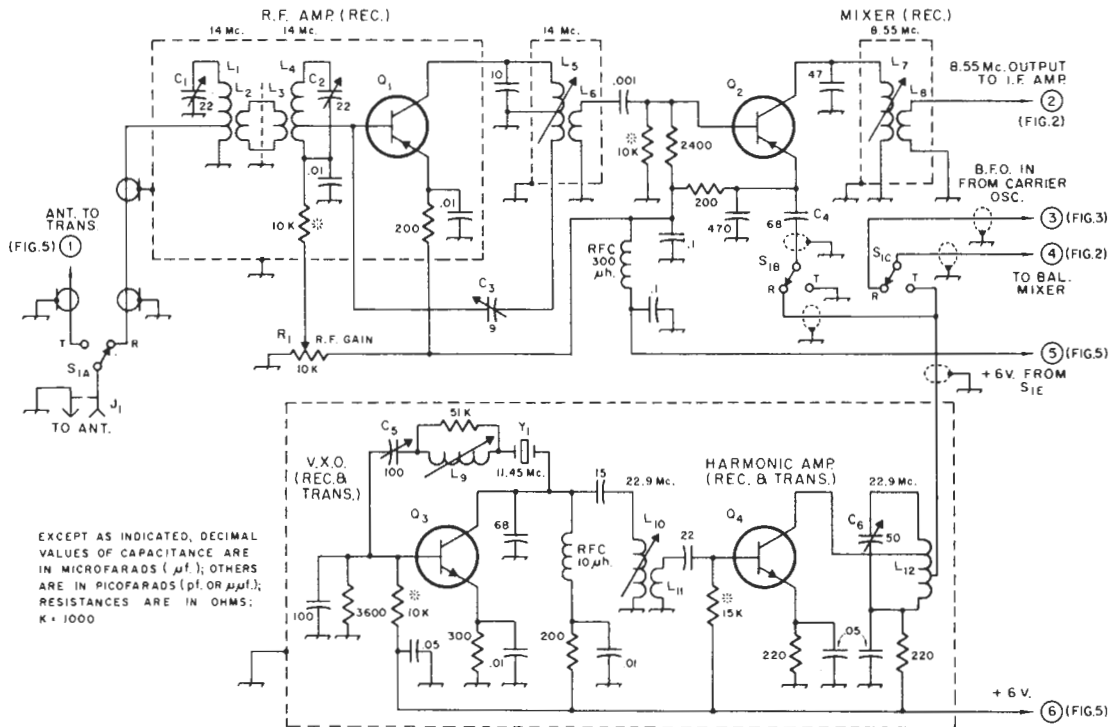 R.F. AMP. (REC.)
14 Mc.
14 Mc.
L1
L2
L3
L4
C1
22
C2
22
Q1
.01
10 K
.01
200
14 Mc.
10
L5
L6
.001
MIXER (REC.)
8.55 Mc.
Q2
47
L7
L8
8.55 Mc. OUTPUT
TO I.F. AMP.
2
(FIG.2)
10K
2400
200
470
68
C4
.1
RFC
300
µh.
.1
B.F.O. IN
FROM CARRIER
OSC.
3 (FIG.3)
4 (FIG.2)
TO BAL.
MIXER
S1B
R
T
S1C
R
T
ANT. TO
TRANS.
(FIG.5) 1
T
R
S1A
J1
TO ANT.
C3
9
R1
R.F. GAIN
10K
5 (FIG.5)
+ 6V. FROM
S1E
V.X.O.
(REC.&
TRANS.)
C5
100
51 K
L9
Y1
11.45 Mc.
Q3
68
15
22.9 Mc.
L10
L11
22
RFC
10 µh.
HARMONIC AMP.
(REC. & TRANS.)
22.9 Mc.
Q4
C6
50
L12
100
3600
10K
.05
300
.01
200
.01
15K
220
.05
220
EXCEPT AS INDICATED, DECIMAL
VALUES OF CAPACITANCE ARE
IN MICROFARADS ( µf. ); OTHERS
ARE IN PICOFARADS (pf. OR µµf.);
RESISTANCES ARE IN OHMS;
K = 1000
+ 6 V.
6 (FIG.5)